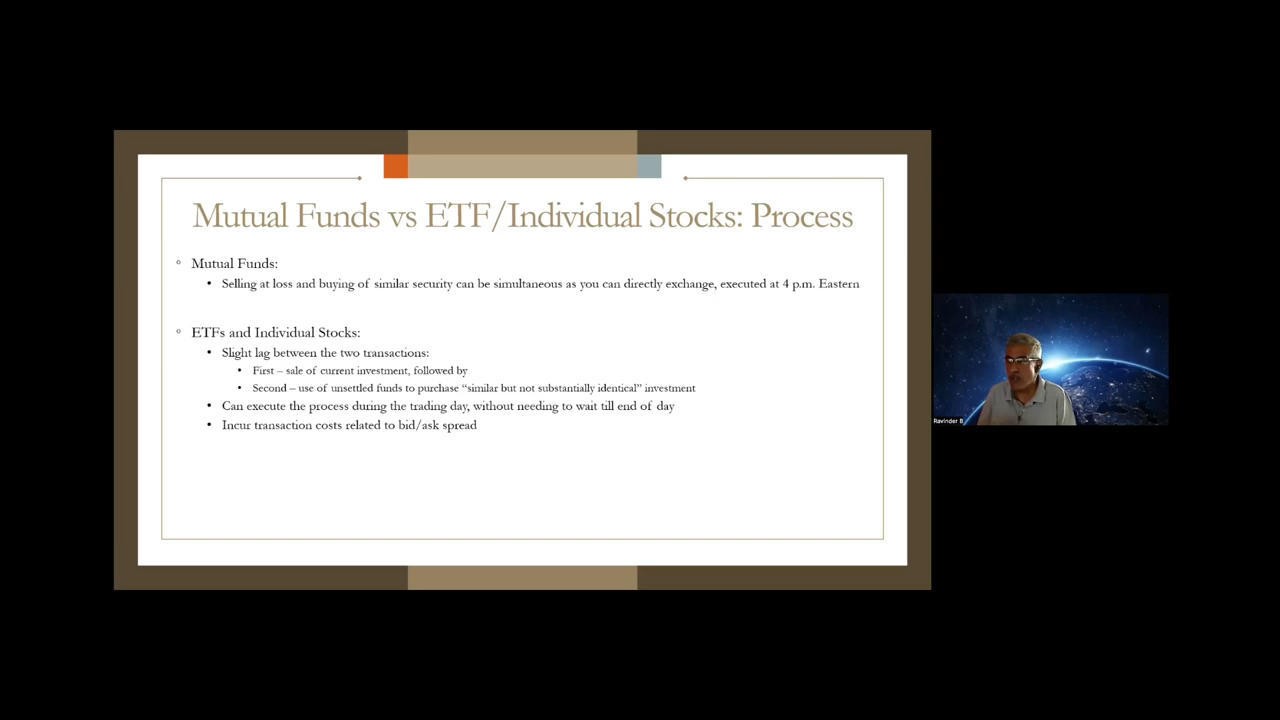 Mutual Funds vs ETF/Individual Stocks: Process
Mutual Funds:
Selling at loss and buying of similar security can be simultaneous as you can directly exchange, executed at 4 p.m. Eastern
ETFs and Individual Stocks:
Slight lag between the two transactions:
First – sale of current investment, followed by
Second – use of unsettled funds to purchase “similar but not substantially identical” investment
Can execute the process during the trading day, without needing to wait till end of day
Incur transaction costs related to bid/ask spread
Ravinder B